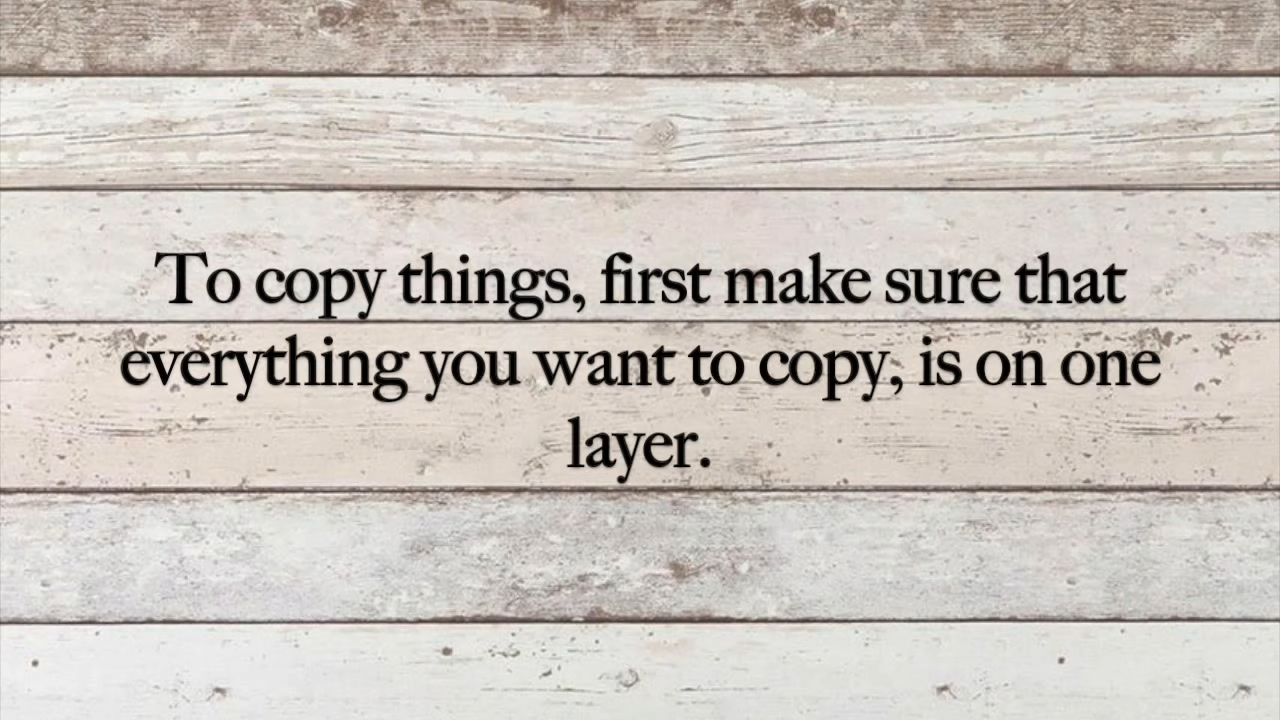 To copy things, first make sure that
everything you want to copy, is on one
layer.